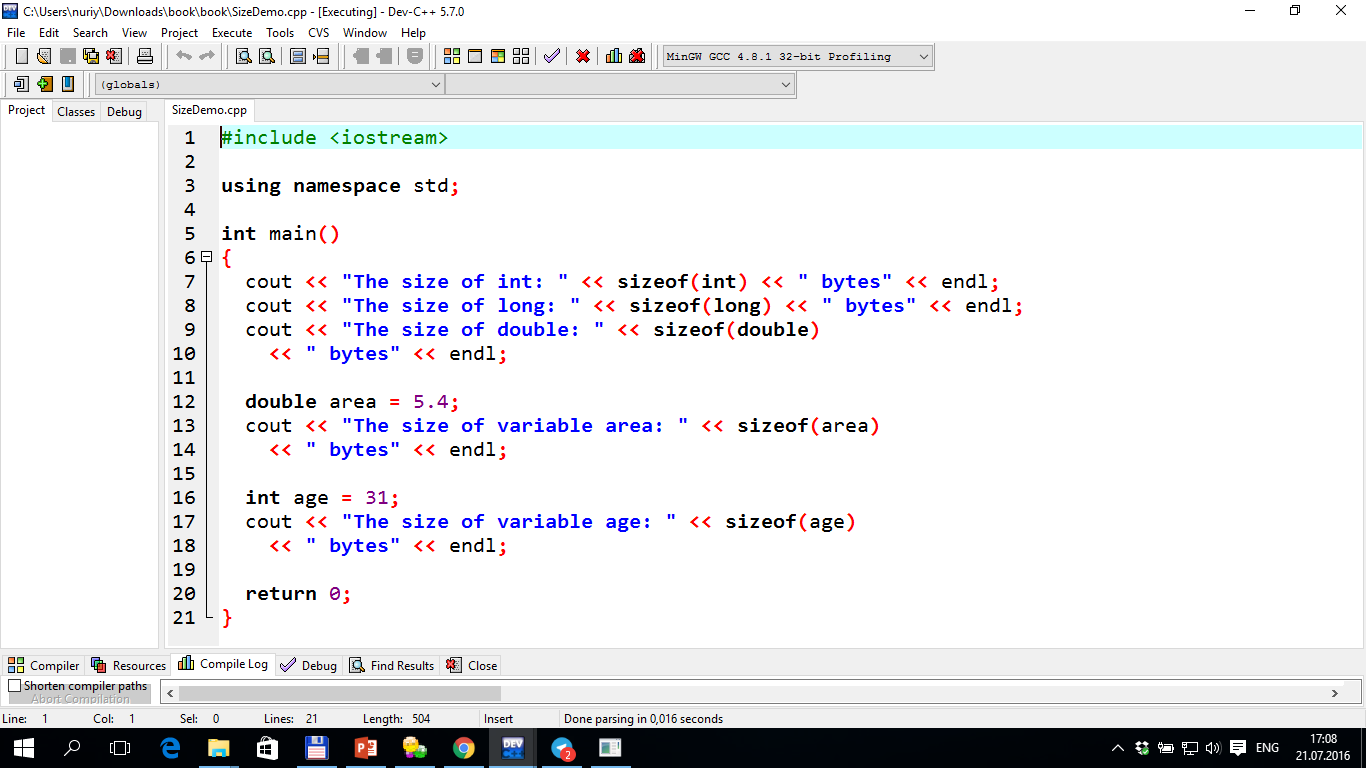 C:\Users\nuriy\Downloads\book\book\SizeDemo.cpp - [Executing] - Dev-C++ 5.7.0
File Edit Search View Project Execute Tools CVS Window Help
MinGW GCC 4.8.1 32-bit Profiling
(globals)
Project Classes Debug SizeDemo.cpp
1 #include <iostream>
2
3 using namespace std;
4
5 int main()
6 {
7 cout << "The size of int: " << sizeof(int) << " bytes" << endl;
8 cout << "The size of long: " << sizeof(long) << " bytes" << endl;
9 cout << "The size of double: " << sizeof(double)
10 << " bytes" << endl;
11
12 double area = 5.4;
13 cout << "The size of variable area: " << sizeof(area)
14 << " bytes" << endl;
15
16 int age = 31;
17 cout << "The size of variable age: " << sizeof(age)
18 << " bytes" << endl;
19
20 return 0;
21 }
Compiler Resources Compile Log Debug Find Results Close
Shorten compiler paths
Abort Compilation
Line: 1 Col: 1 Sel: 0 Lines: 21 Length: 504 Insert Done parsing in 0,016 seconds
DEV
2
ENG
17:08
21.07.2016